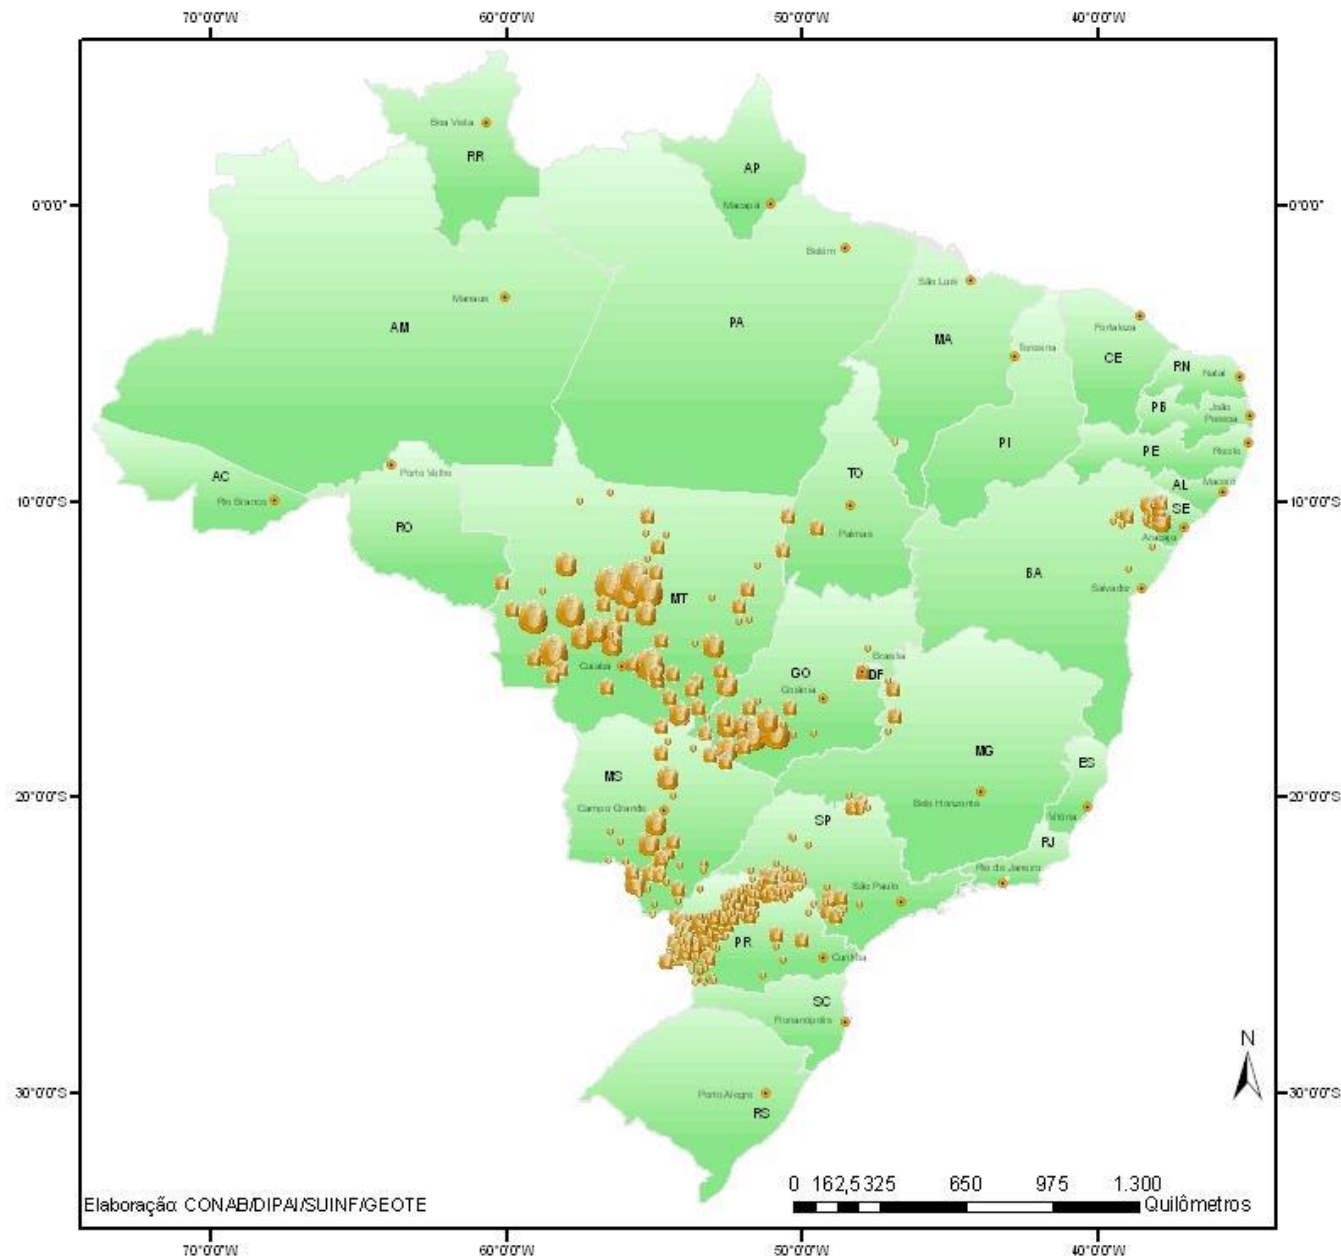 70°0'0"W 60°0'0"W 50°0'0"W 40°0'0"W
Boa Vista
RR
AP
0°0'0" Macapá 0°0'0"
Belém
São Luís
Manaus
AM PA
Fortaleza
MA
Teresina
CE
RN
Natal
PB
João
Pessoa
PI
PE
Recife
TO
AC
Porto Velho
AL
Maceió
10°0'0"S Rio Branco 10°0'0"S
Palmas
SE
RO
Aracaju
BA
Salvador
MT
Cuiabá
Brasília
GO DF
Goiânia
MG
ES
MS
20°0'0"S 20°0'0"S
Campo Grande
Belo Horizonte
Vitória
SP
RJ
Rio de Janeiro
São Paulo
PR
Curitiba
SC
Florianópolis
N
30°0'0"S Porto Alegre 30°0'0"S
RS
0 162,5 325 650 975 1.300
Elaboração: CONAB/DIPAI/SUINF/GEOTE Quilômetros
70°0'0"W 60°0'0"W 50°0'0"W 40°0'0"W